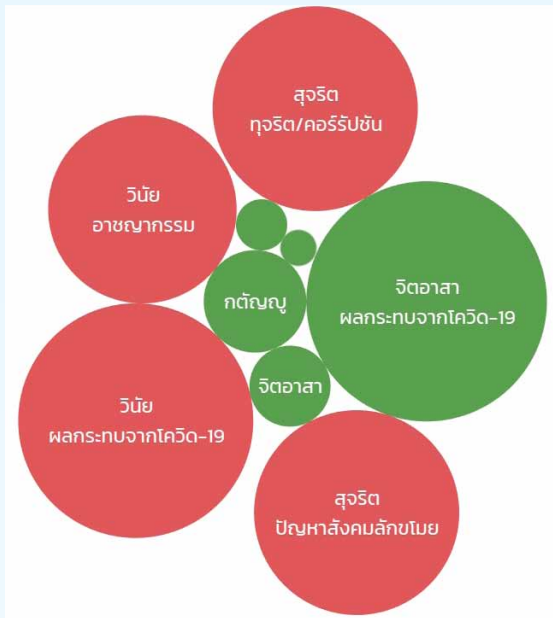 สุจริต
ทุจริต/คอร์รัปชัน
วินัย
อาชญากรรม
กตัญญู
จิตอาสา
ผลกระทบจากโควิด-19
จิตอาสา
วินัย
ผลกระทบจากโควิด-19
สุจริต
ปัญหาสังคมลักขโมย